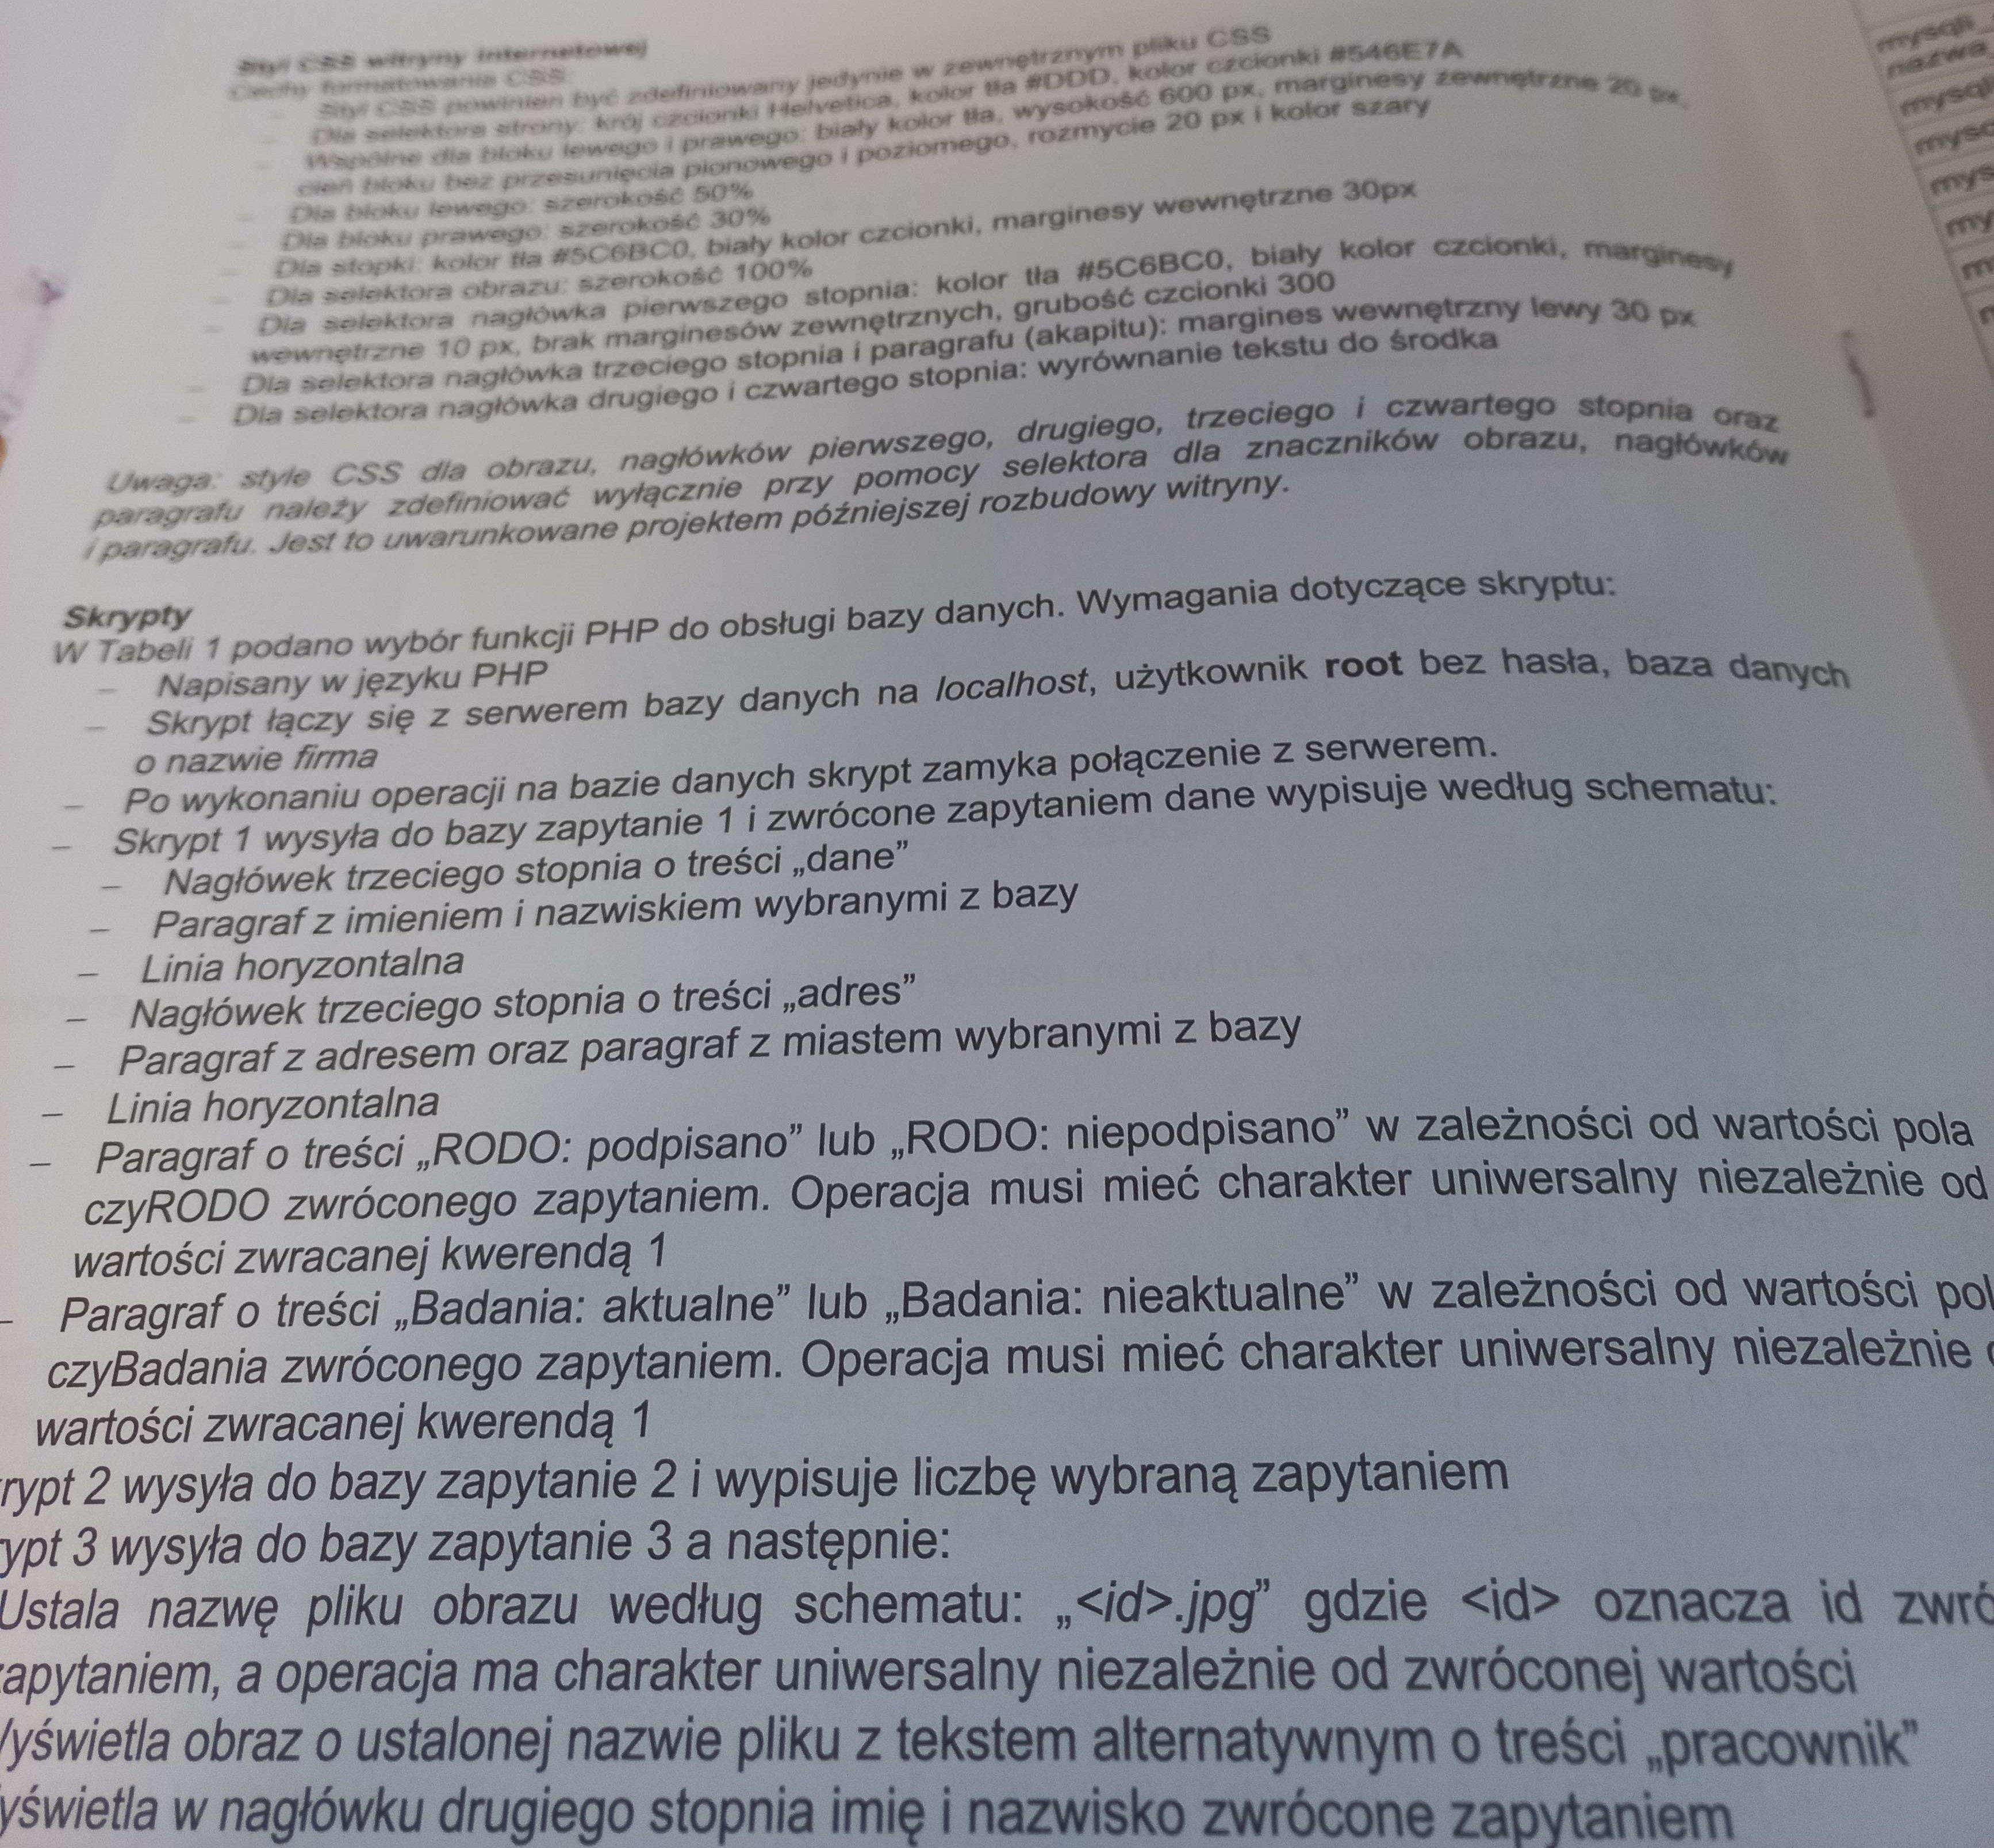 Styl CSS witryny internetowej
Cechy formatowania CSS:
– Styl CSS powinien być zdefiniowany jedynie w zewnętrznym pliku CSS
– Dla selektora strony: krój czcionki Helvetica, kolor tła #DDD, kolor czcionki #546E7A
– Wspólne dla bloku lewego i prawego: biały kolor tła, wysokość 600 px, marginesy zewnętrzne 20 px,
cień bloku bez przesunięcia pionowego i poziomego, rozmycie 20 px i kolor szary
– Dla bloku lewego: szerokość 50%
– Dla bloku prawego: szerokość 30%
– Dla stopki: kolor tła #5C6BC0, biały kolor czcionki, marginesy wewnętrzne 30px
– Dla selektora obrazu: szerokość 100%
– Dla selektora nagłówka pierwszego stopnia: kolor tła #5C6BC0, biały kolor czcionki, marginesy
wewnętrzne 10 px, brak marginesów zewnętrznych, grubość czcionki 300
– Dla selektora nagłówka trzeciego stopnia i paragrafu (akapitu): margines wewnętrzny lewy 30 px
– Dla selektora nagłówka drugiego i czwartego stopnia: wyrównanie tekstu do środka
Uwaga: style CSS dla obrazu, nagłówków pierwszego, drugiego, trzeciego i czwartego stopnia oraz
paragrafu należy zdefiniować wyłącznie przy pomocy selektora dla znaczników obrazu, nagłówków
i paragrafu. Jest to uwarunkowane projektem późniejszej rozbudowy witryny.
Skrypty
W Tabeli 1 podano wybór funkcji PHP do obsługi bazy danych. Wymagania dotyczące skryptu:
– Napisany w języku PHP
– Skrypt łączy się z serwerem bazy danych na localhost, użytkownik root bez hasła, baza danych
o nazwie firma
– Po wykonaniu operacji na bazie danych skrypt zamyka połączenie z serwerem.
– Skrypt 1 wysyła do bazy zapytanie 1 i zwrócone zapytaniem dane wypisuje według schematu:
– Nagłówek trzeciego stopnia o treści „dane”
– Paragraf z imieniem i nazwiskiem wybranymi z bazy
– Linia horyzontalna
– Nagłówek trzeciego stopnia o treści „adres”
– Paragraf z adresem oraz paragraf z miastem wybranymi z bazy
– Linia horyzontalna
– Paragraf o treści „RODO: podpisano” lub „RODO: niepodpisano” w zależności od wartości pola
czyRODO zwróconego zapytaniem. Operacja musi mieć charakter uniwersalny niezależnie od
wartości zwracanej kwerendą 1
– Paragraf o treści „Badania: aktualne” lub „Badania: nieaktualne” w zależności od wartości pol
czyBadania zwróconego zapytaniem. Operacja musi mieć charakter uniwersalny niezależnie
wartości zwracanej kwerendą 1
rypt 2 wysyła do bazy zapytanie 2 i wypisuje liczbę wybraną zapytaniem
ypt 3 wysyła do bazy zapytanie 3 a następnie:
Ustala nazwę pliku obrazu według schematu: „<id>.jpg” gdzie <id> oznacza id zwró
apytaniem, a operacja ma charakter uniwersalny niezależnie od zwróconej wartości
yświetla obraz o ustalonej nazwie pliku z tekstem alternatywnym o treści „pracownik”
yświetla w nagłówku drugiego stopnia imię i nazwisko zwrócone zapytaniem
mysqli_
nazwa_
mysqli
mysq
mys
my
m